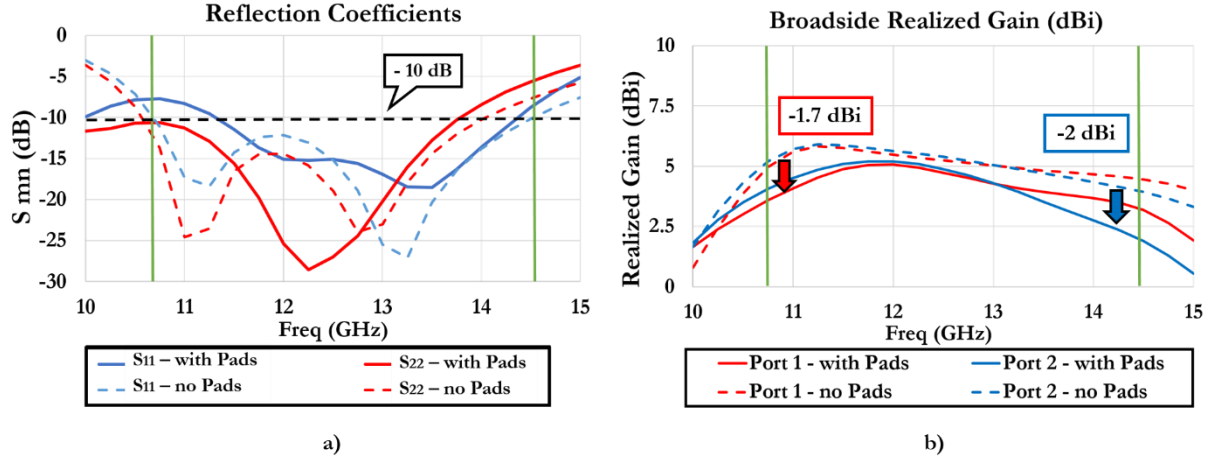 Reflection Coefficients
0
-5
-10
-15
-20
-25
-30
S mn (dB)
- 10 dB
10 11 12 13 14 15
Freq (GHz)
S11 – with Pads S22 – with Pads
S11 – no Pads S22 – no Pads
a)
Broadside Realized Gain (dBi)
10
7.5
5
2.5
0
Realized Gain (dBi)
-1.7 dBi
-2 dBi
10 11 12 13 14 15
Freq (GHz)
Port 1 - with Pads Port 2 - with Pads
Port 1 - no Pads Port 2 - no Pads
b)